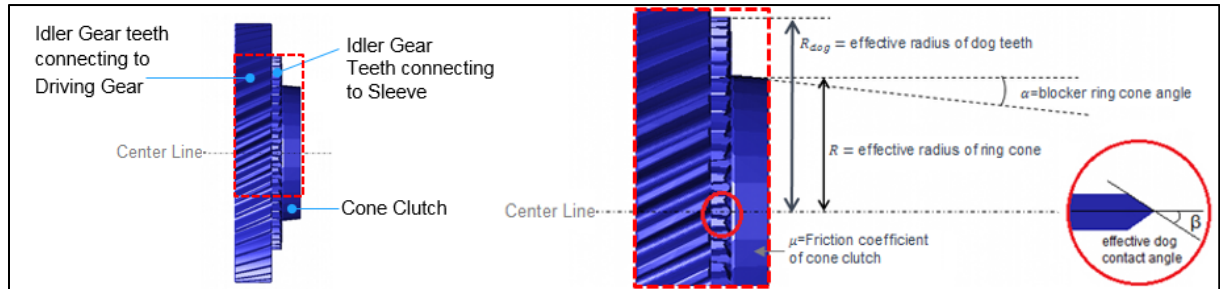 Idler Gear teeth
connecting to
Driving Gear
Idler Gear
Teeth connecting
to Sleeve
Center Line
Cone Clutch
R_dog = effective radius of dog teeth
α=blocker ring cone angle
R = effective radius of ring cone
Center Line
μ=Friction coefficient
of cone clutch
β
effective dog
contact angle